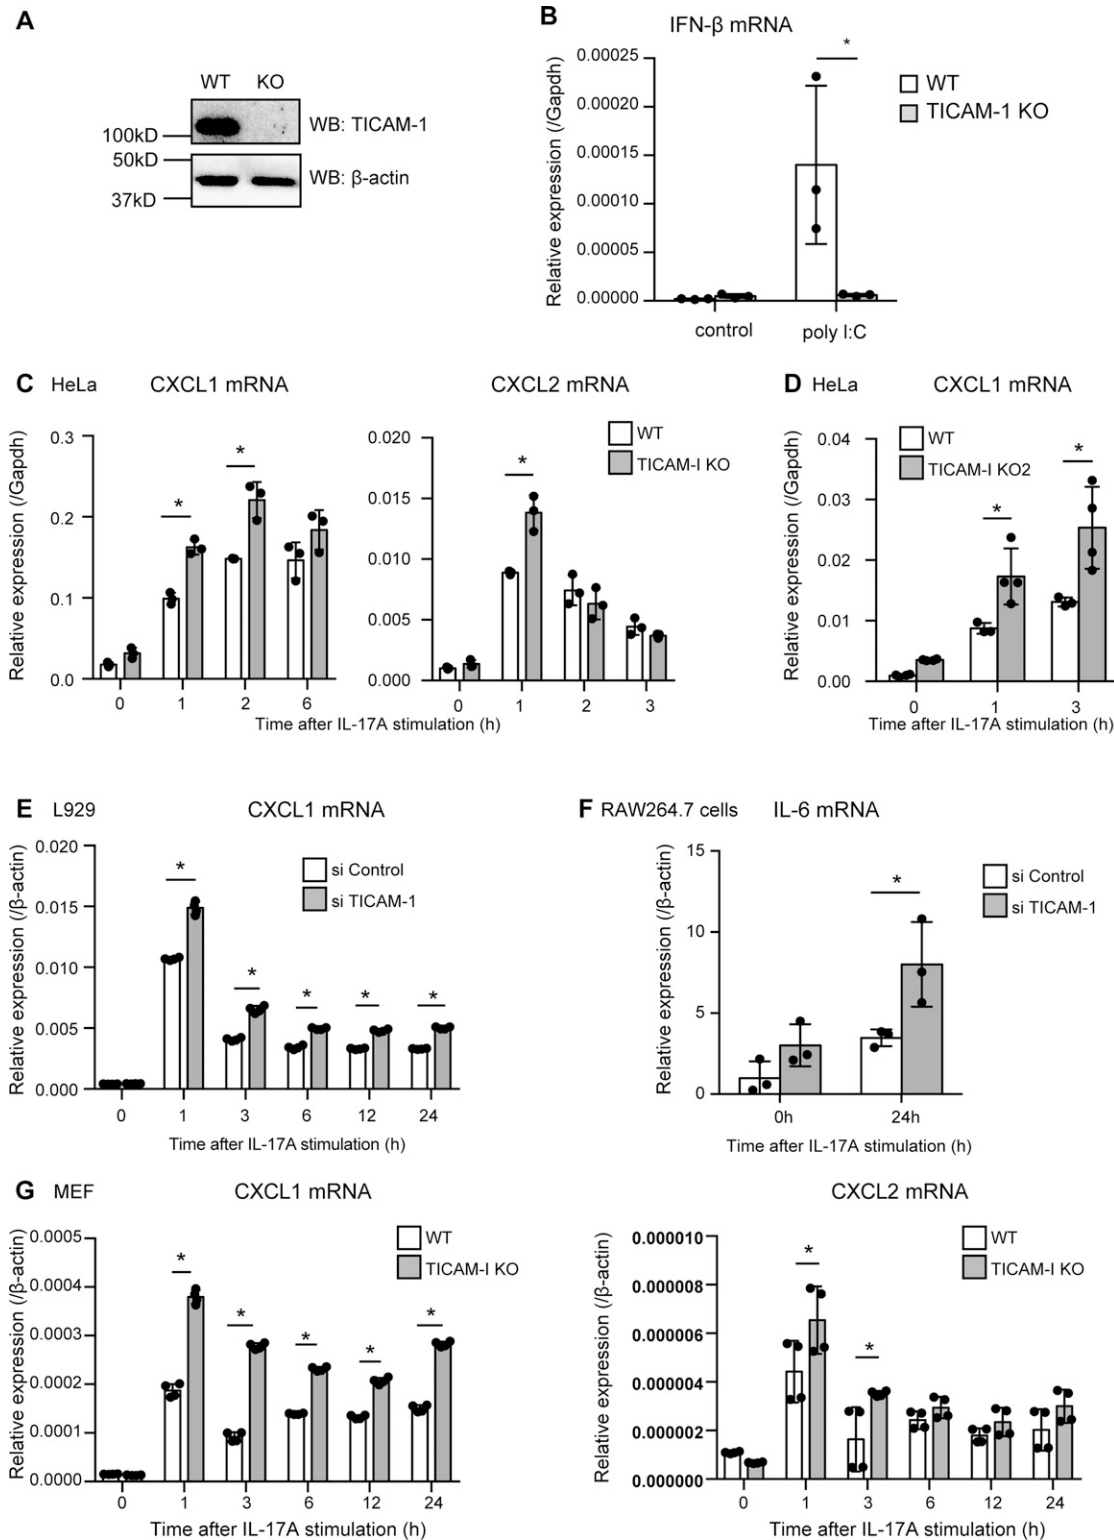 A
WT KO
100kD
WB: TICAM-1
50kD
WB: β-actin
37kD
B
IFN-β mRNA
*
WT
TICAM-1 KO
Relative expression (/Gapdh)
0.00025
0.00020
0.00015
0.00010
0.00005
0.00000
control poly I:C
C HeLa CXCL1 mRNA
Relative expression (/Gapdh)
0.3
0.2
0.1
0.0
* *
0 1 2 6
Time after IL-17A stimulation (h)
CXCL2 mRNA
WT
TICAM-I KO
0.020
0.015
0.010
0.005
0.000
*
0 1 2 3
D HeLa CXCL1 mRNA
WT
TICAM-I KO2
Relative expression (/Gapdh)
0.04
0.03
0.02
0.01
0.00
* *
0 1 3
Time after IL-17A stimulation (h)
E L929 CXCL1 mRNA
si Control
si TICAM-1
Relative expression (/β-actin)
0.020
0.015
0.010
0.005
0.000
* * * * *
0 1 3 6 12 24
Time after IL-17A stimulation (h)
F RAW264.7 cells IL-6 mRNA
si Control
si TICAM-1
Relative expression (/β-actin)
15
10
5
0
*
0h 24h
Time after IL-17A stimulation (h)
G MEF CXCL1 mRNA
WT
TICAM-I KO
Relative expression (/β-actin)
0.0005
0.0004
0.0003
0.0002
0.0001
0.0000
* * * * *
0 1 3 6 12 24
Time after IL-17A stimulation (h)
CXCL2 mRNA
WT
TICAM-I KO
Relative expression (/β-actin)
0.000010
0.000008
0.000006
0.000004
0.000002
0.000000
* *
0 1 3 6 12 24
Time after IL-17A stimulation (h)